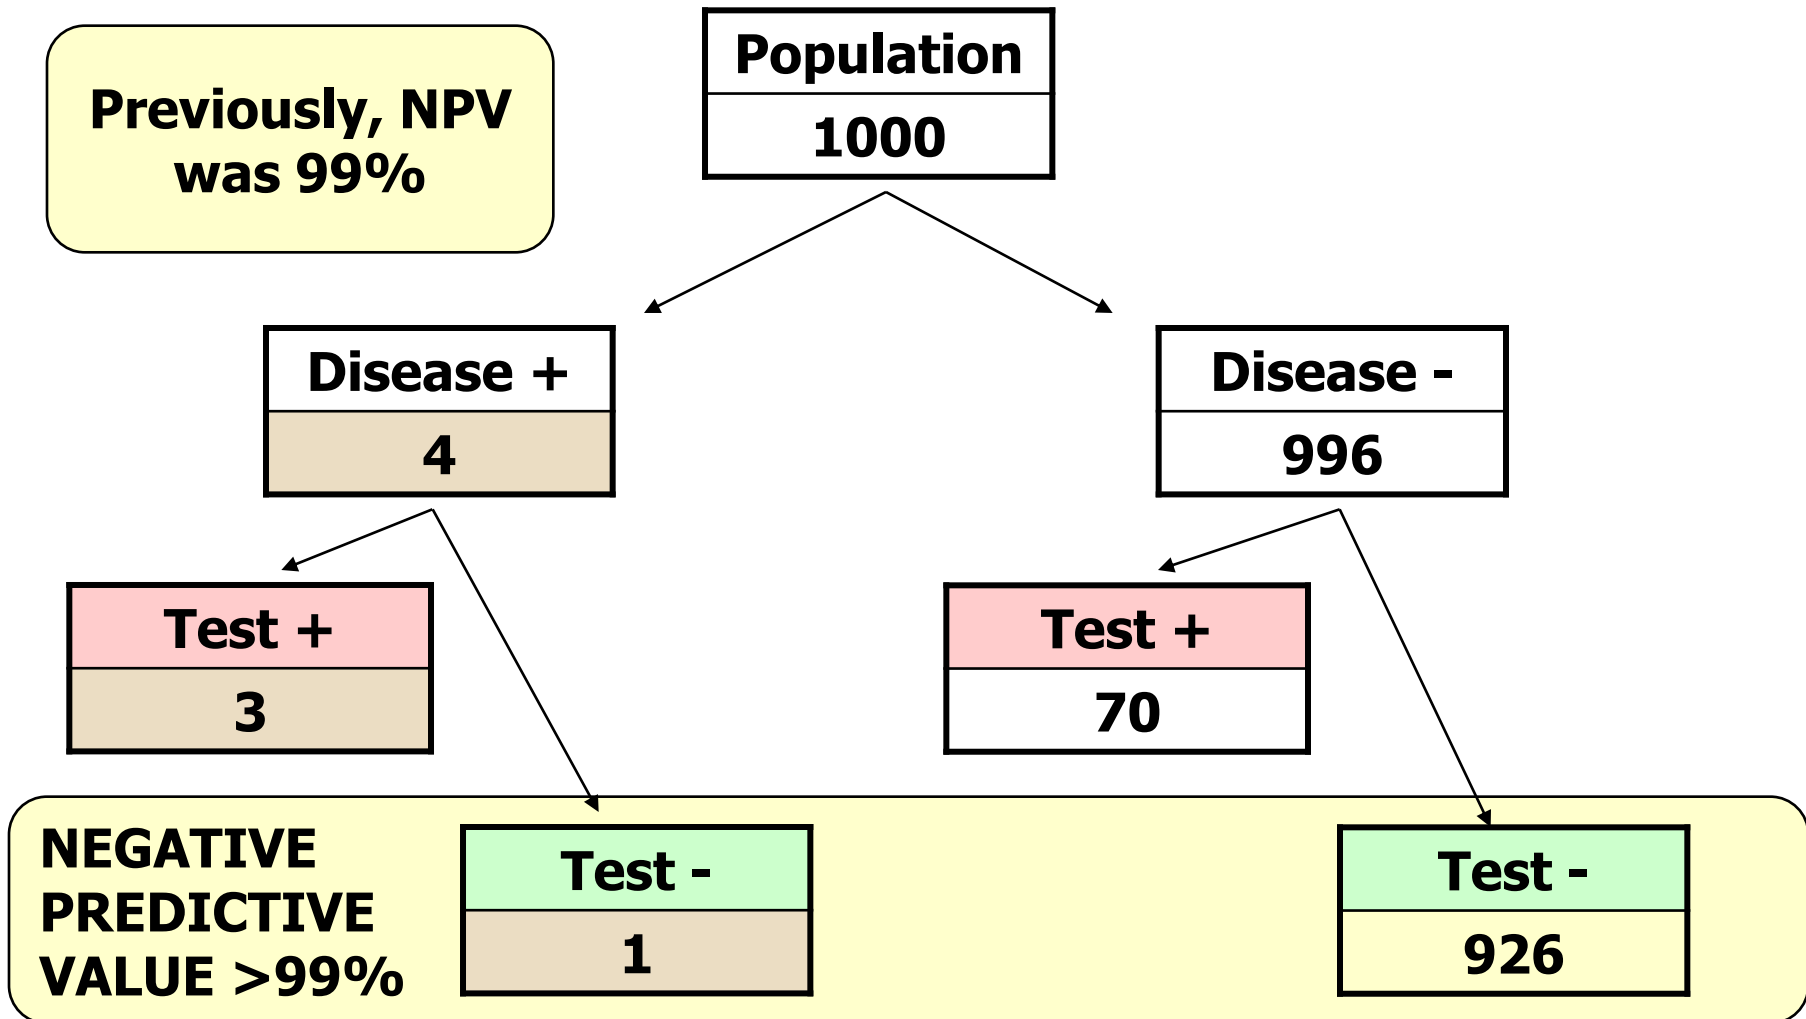 Previously, NPV
was 99%
Population
1000
Disease +
4
Disease -
996
Test +
3
Test +
70
NEGATIVE
PREDICTIVE
VALUE >99%
Test -
1
Test -
926